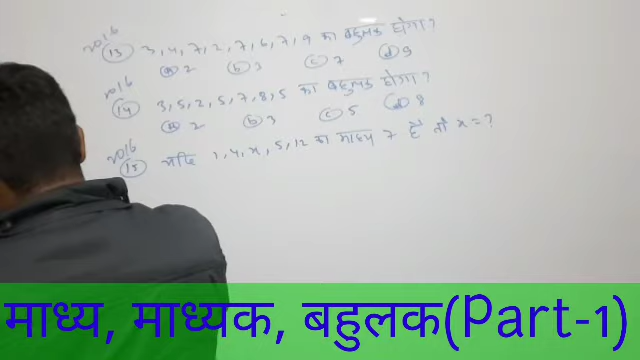 2016
(13) 3, 4, 7, 2, 7, 6, 7, 9 का बहुलक होगा?
(a) 2 (b) 3 (c) 7 (d) 9
2016
(14) 3, 5, 2, 5, 7, 8, 5 का बहुलक होगा?
(a) 2 (b) 3 (c) 5 (d) 8
2016
(15) यदि 1, 4, x, 5, 12 का माध्य 7 है तो x = ?
माध्य, माध्यक, बहुलक(Part-1)